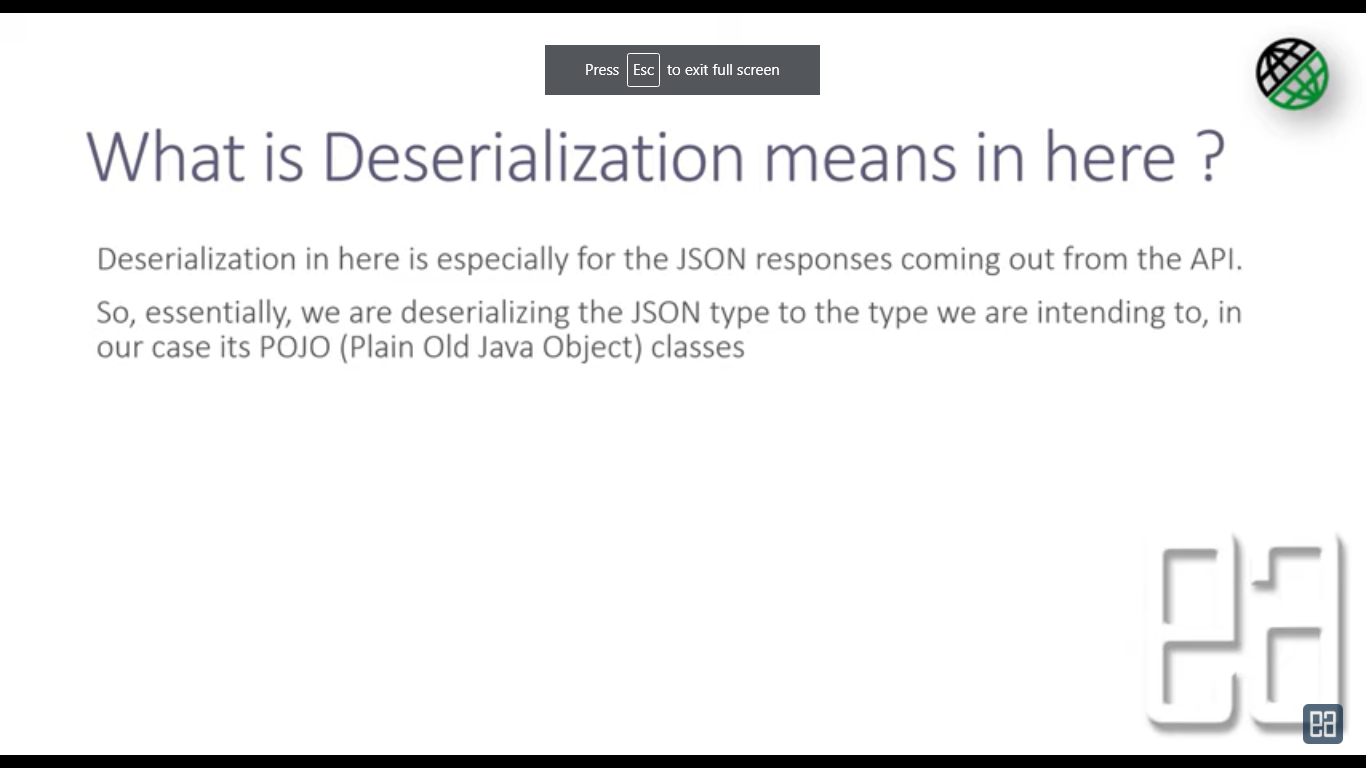 Press Esc to exit full screen
What is Deserialization means in here ?
Deserialization in here is especially for the JSON responses coming out from the API.
So, essentially, we are deserializing the JSON type to the type we are intending to, in
our case its POJO (Plain Old Java Object) classes
ea
ea